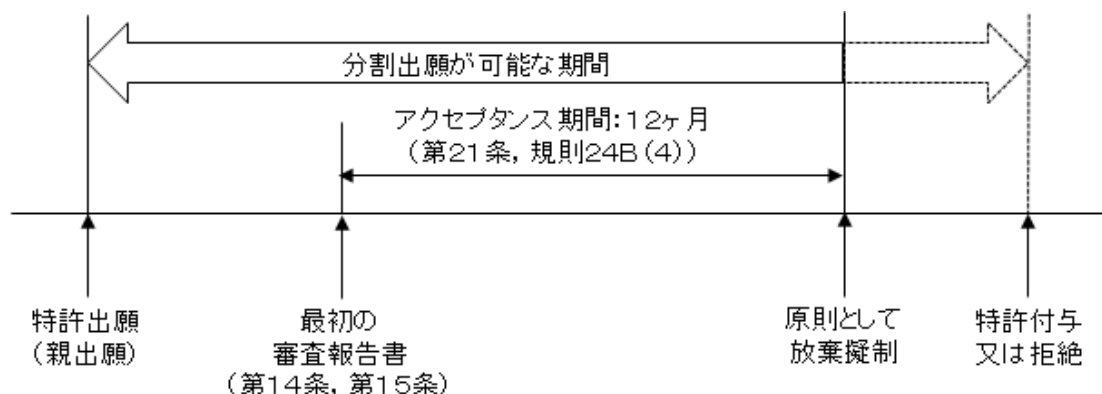 分割出願が可能な期間
アクセプタンス期間:12ヶ月
(第21条, 規則24B(4))
特許出願
(親出願)
最初の
審査報告書
(第14条, 第15条)
原則として
放棄擬制
特許付与
又は拒絶